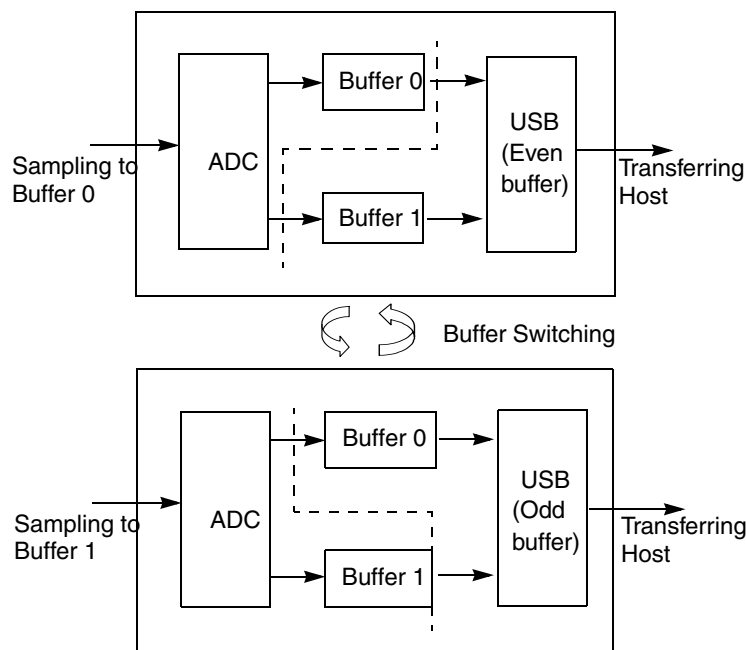 Buffer 0
USB
(Even
buffer)
ADC
Sampling to
Buffer 0
Transferring
Host
Buffer 1
Buffer Switching
Buffer 0
USB
(Odd
buffer)
ADC
Sampling to
Buffer 1
Transferring
Host
Buffer 1